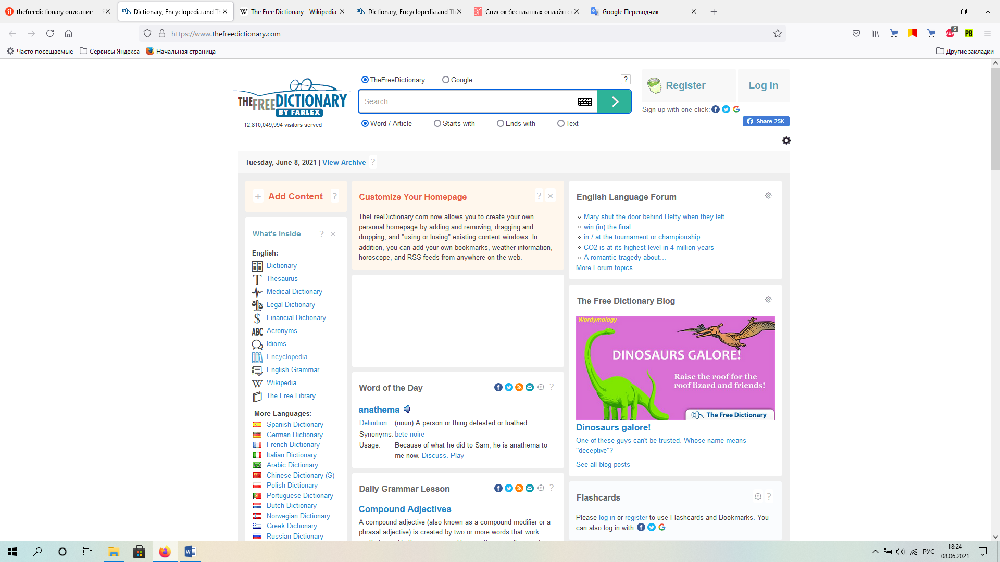 thefreedictionary описание — Я
Dictionary, Encyclopedia and Th
The Free Dictionary - Wikipedia
Dictionary, Encyclopedia and Th
Список бесплатных онлайн сл
Google Переводчик
https://www.thefreedictionary.com
ABP
6
PB
Часто посещаемые
Сервисы Яндекса
Начальная страница
Другие закладки
THE FREE DICTIONARY
BY FARLEX
12,810,049,994 visitors served
TheFreeDictionary
Google
?
Search...
Word / Article
Starts with
Ends with
Text
Register
Log in
Sign up with one click:
Share 25K
Tuesday, June 8, 2021 | View Archive ?
+ Add Content ?
What's Inside ?
English:
Dictionary
Thesaurus
Medical Dictionary
Legal Dictionary
Financial Dictionary
ABC Acronyms
Idioms
Encyclopedia
English Grammar
Wikipedia
The Free Library
More Languages:
Spanish Dictionary
German Dictionary
French Dictionary
Italian Dictionary
Arabic Dictionary
Chinese Dictionary (S)
Polish Dictionary
Portuguese Dictionary
Dutch Dictionary
Norwegian Dictionary
Greek Dictionary
Russian Dictionary
Customize Your Homepage ?
TheFreeDictionary.com now allows you to create your own
personal homepage by adding and removing, dragging and
dropping, and "using or losing" existing content windows. In
addition, you can add your own bookmarks, weather information,
horoscope, and RSS feeds from anywhere on the web.
Word of the Day ?
anathema
Definition: (noun) A person or thing detested or loathed.
Synonyms: bete noire
Usage: Because of what he did to Sam, he is anathema to
me now. Discuss. Play
Daily Grammar Lesson ?
Compound Adjectives
A compound adjective (also known as a compound modifier or a
phrasal adjective) is created by two or more words that work
English Language Forum
Mary shut the door behind Betty when they left.
win (in) the final
in / at the tournament or championship
CO2 is at its highest level in 4 million years
A romantic tragedy about...
More Forum topics...
The Free Dictionary Blog
Wordymology
DINOSAURS GALORE!
Raise the roof for the
roof lizard and friends!
The Free Dictionary
Dinosaurs galore!
One of these guys can't be trusted. Whose name means
"deceptive"?
See all blog posts
Flashcards ?
Please log in or register to use Flashcards and Bookmarks. You
can also log in with
РУС
18:24
08.06.2021